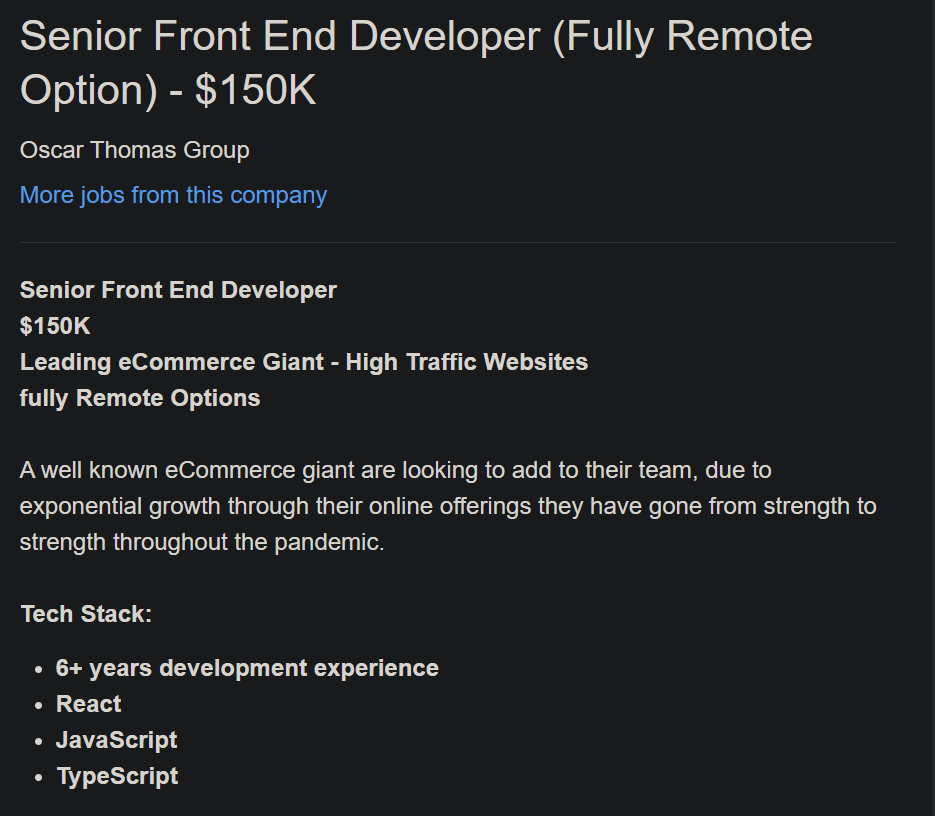 Senior Front End Developer (Fully Remote
Option) - $150K
Oscar Thomas Group
More jobs from this company
Senior Front End Developer
$150K
Leading eCommerce Giant - High Traffic Websites
fully Remote Options
A well known eCommerce giant are looking to add to their team, due to
exponential growth through their online offerings they have gone from strength to
strength throughout the pandemic.
Tech Stack:
• 6+ years development experience
• React
• JavaScript
• TypeScript